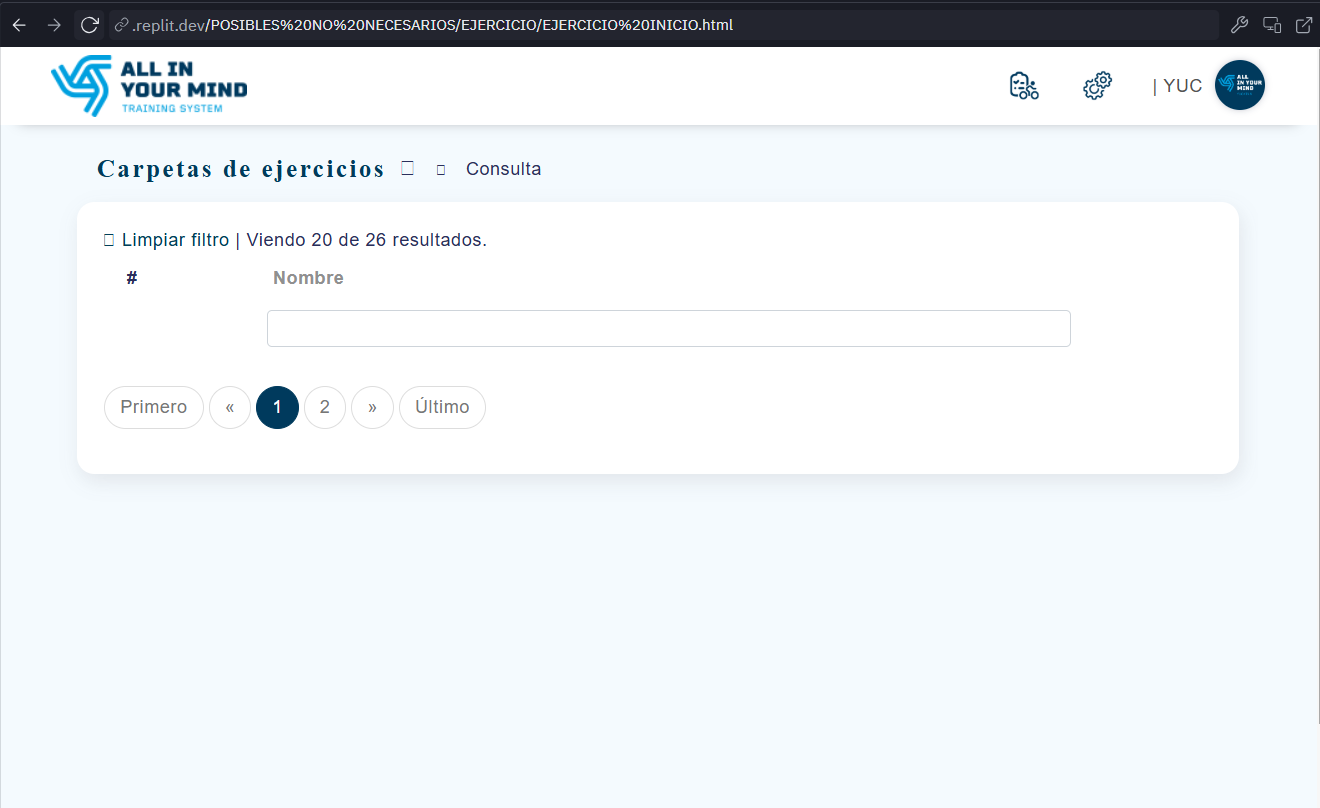 .replit.dev/POSIBLES%20NO%20NECESARIOS/EJERCICIO/EJERCICIO%20INICIO.html
ALL IN
YOUR MIND
TRAINING SYSTEM
| YUC
ALL
IN YOUR
MIND
Carpetas de ejercicios Consulta
Limpiar filtro | Viendo 20 de 26 resultados.
# Nombre
Primero « 1 2 » Último